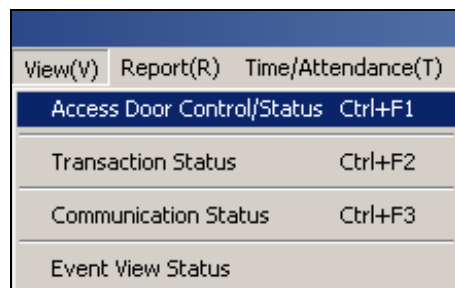 View(V) Report(R) Time/Attendance(T)
Access Door Control/Status Ctrl+F1
Transaction Status Ctrl+F2
Communication Status Ctrl+F3
Event View Status